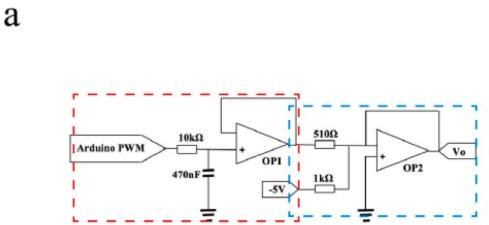 a
Arduino PWM
10kΩ
470nF
+
OP1
510Ω
-5V
1kΩ
+
OP2
Vo